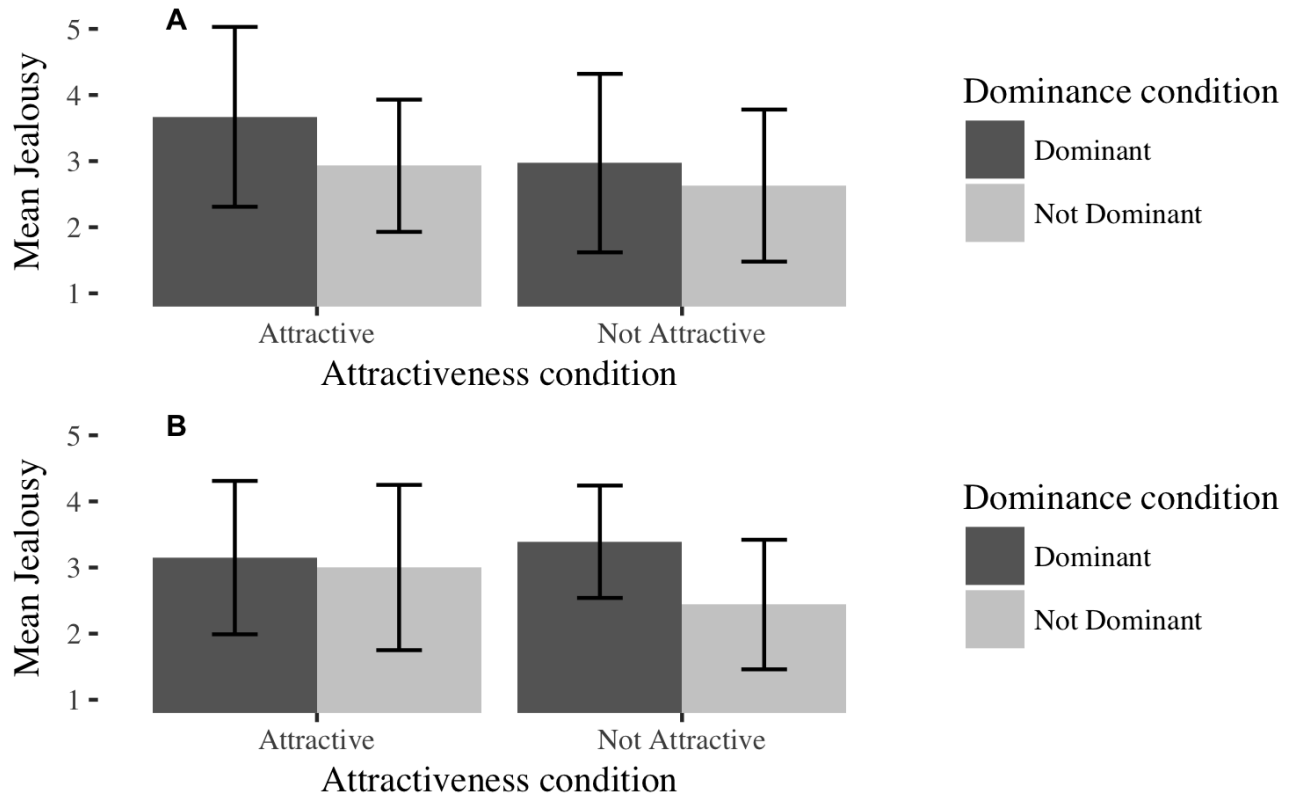 A
5
4
3
2
1
Mean Jealousy
Attractive
Not Attractive
Attractiveness condition
Dominance condition
Dominant
Not Dominant
B
5
4
3
2
1
Mean Jealousy
Attractive
Not Attractive
Attractiveness condition
Dominance condition
Dominant
Not Dominant